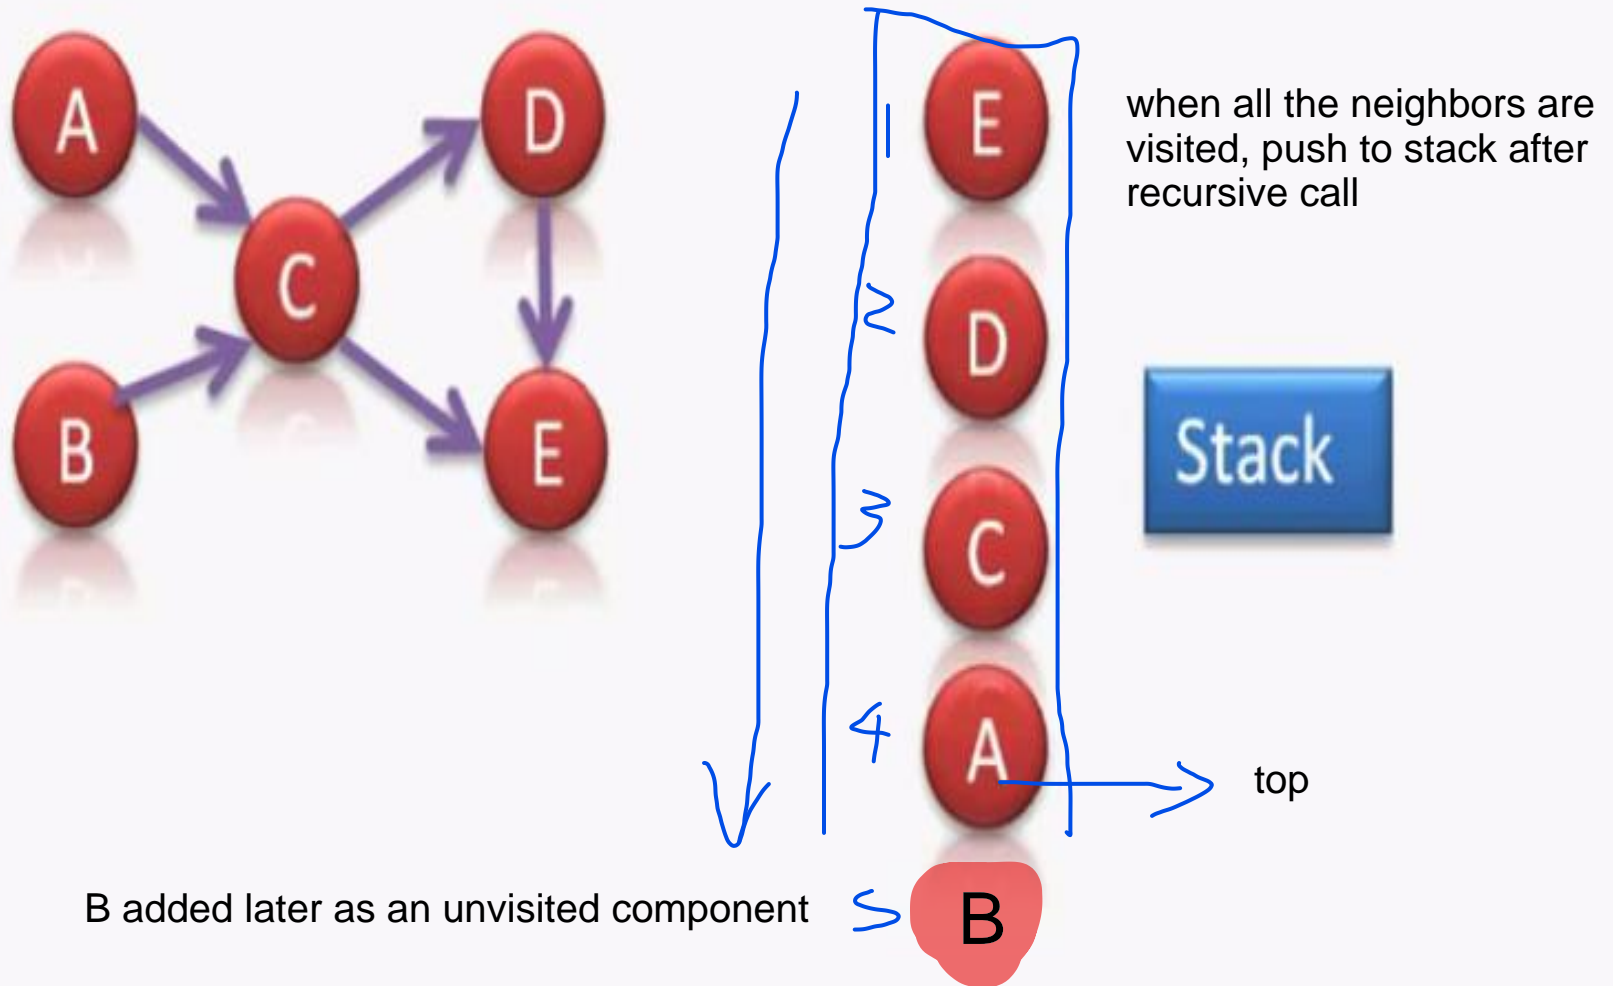 A
D
C
B
E
1
E
2
D
3
C
4
A
5
B
when all the neighbors are
visited, push to stack after
recursive call
Stack
top
B added later as an unvisited component